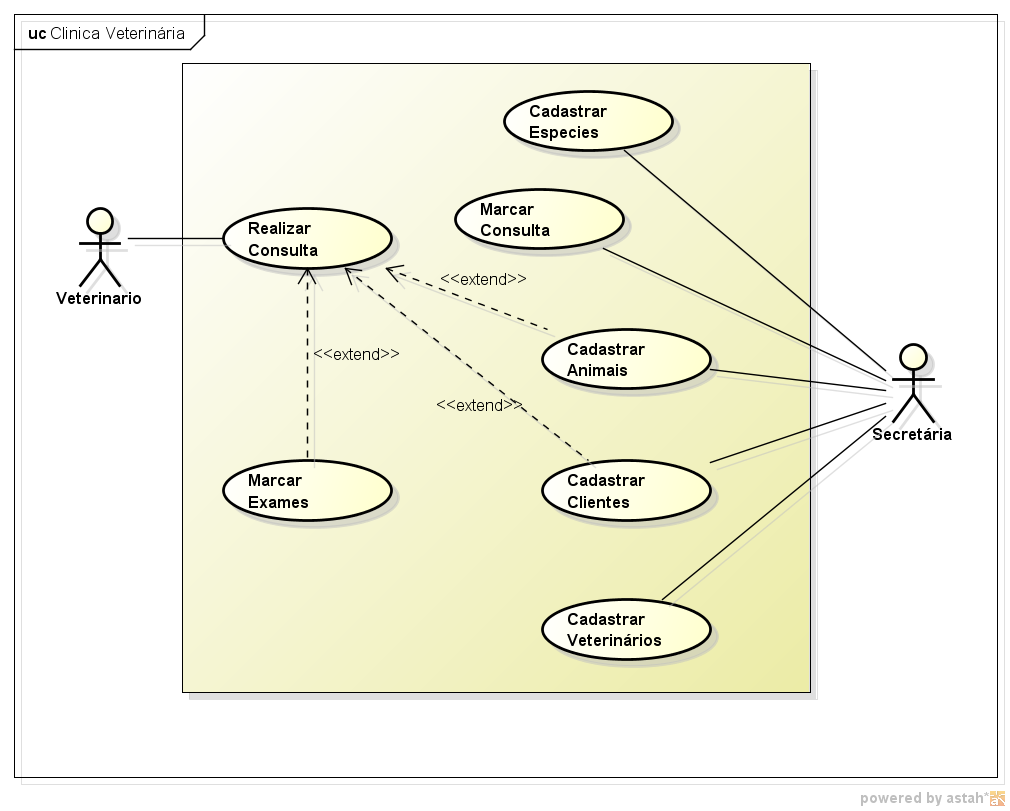 uc Clinica Veterinária
Cadastrar
Especies
Marcar
Consulta
Realizar
Consulta
<<extend>>
Veterinario
Cadastrar
Animais
<<extend>>
<<extend>>
Secretária
Marcar
Exames
Cadastrar
Clientes
Cadastrar
Veterinários
powered by astah*